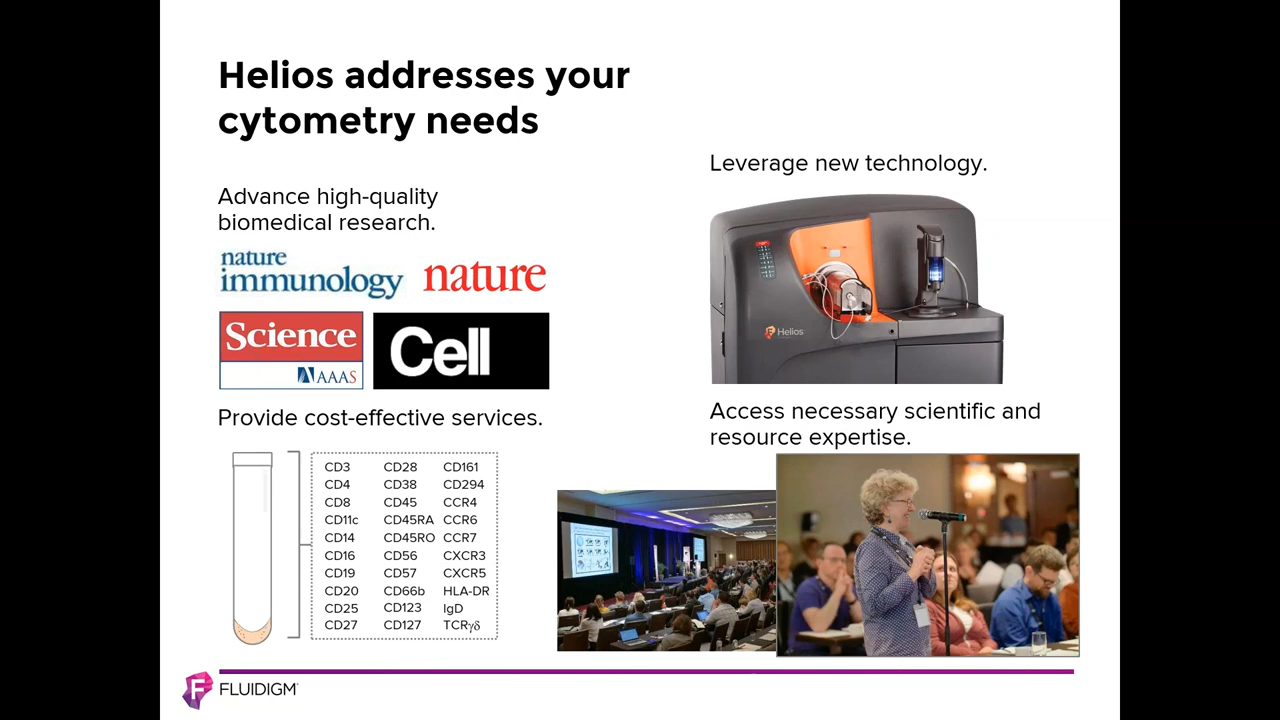 Helios addresses your
cytometry needs
Advance high-quality
biomedical research.
nature
immunology
nature
Science
AAAS
Cell
Provide cost-effective services.
CD3 CD28 CD161
CD4 CD38 CD294
CD8 CD45 CCR4
CD11c CD45RA CCR6
CD14 CD45RO CCR7
CD16 CD56 CXCR3
CD19 CD57 CXCR5
CD20 CD66b HLA-DR
CD25 CD123 IgD
CD27 CD127 TCRγδ
Leverage new technology.
Helios
Access necessary scientific and
resource expertise.
FLUIDIGM